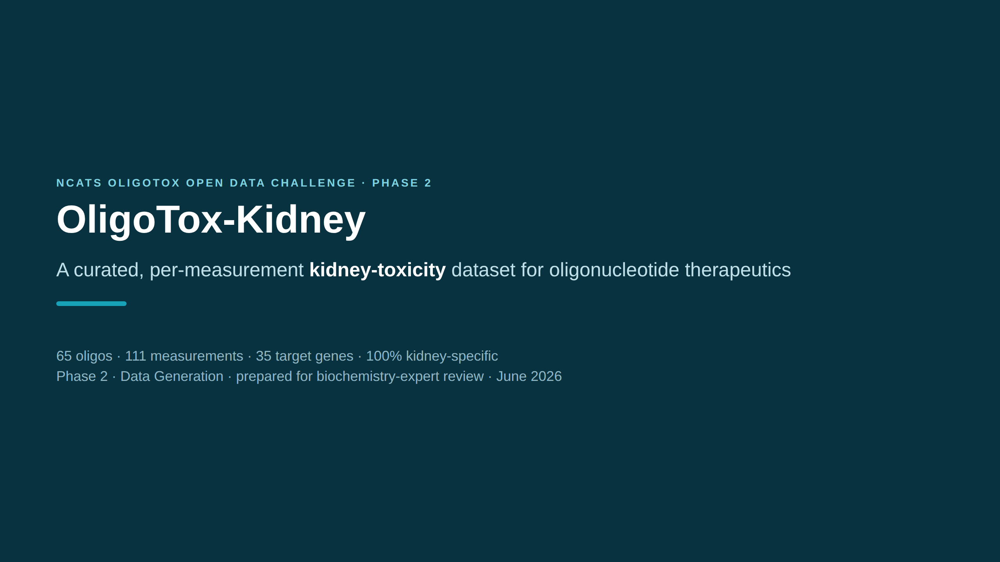 NCATS OLIGOTOX OPEN DATA CHALLENGE · PHASE 2
OligoTox-Kidney
A curated, per-measurement kidney-toxicity dataset for oligonucleotide therapeutics
65 oligos · 111 measurements · 35 target genes · 100% kidney-specific
Phase 2 · Data Generation · prepared for biochemistry-expert review · June 2026